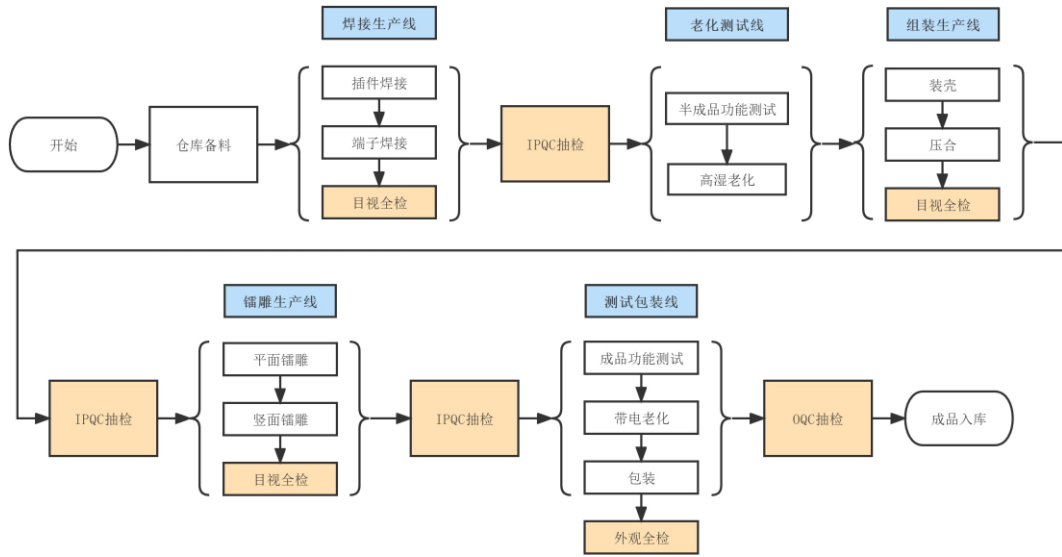 焊接生产线
老化测试线
组装生产线
开始
仓库备料
插件焊接
端子焊接
目视全检
IPQC抽检
半成品功能测试
高湿老化
装壳
压合
目视全检
镭雕生产线
测试包装线
IPQC抽检
平面镭雕
竖面镭雕
目视全检
IPQC抽检
成品功能测试
带电老化
包装
外观全检
OQC抽检
成品入库